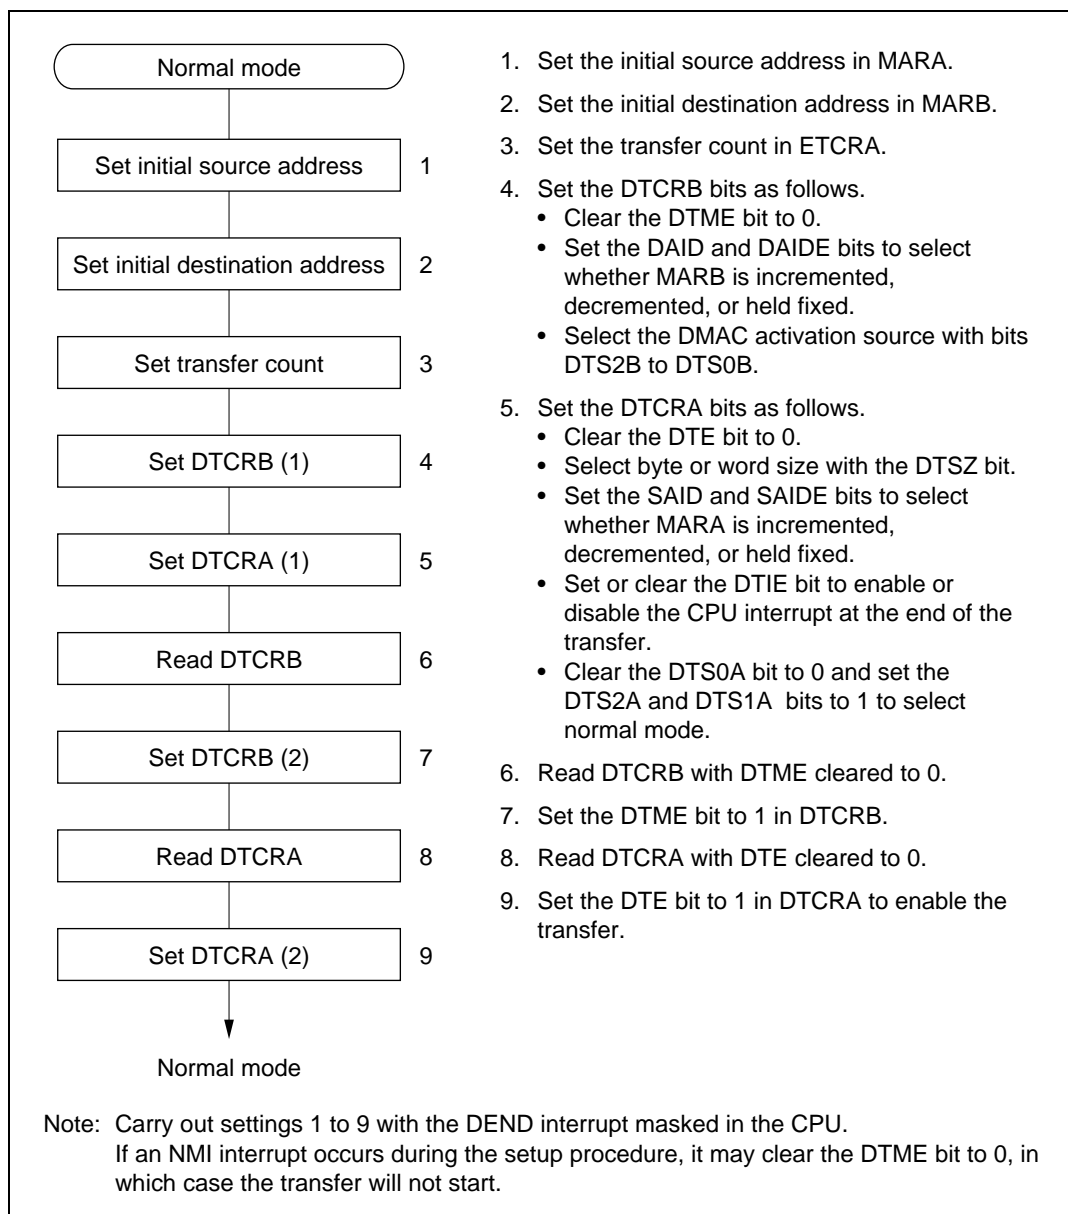 Normal mode
Set initial source address 1
Set initial destination address 2
Set transfer count 3
Set DTCRB (1) 4
Set DTCRA (1) 5
Read DTCRB 6
Set DTCRB (2) 7
Read DTCRA 8
Set DTCRA (2) 9
Normal mode
1. Set the initial source address in MARA.
2. Set the initial destination address in MARB.
3. Set the transfer count in ETCRA.
4. Set the DTCRB bits as follows.
• Clear the DTME bit to 0.
• Set the DAID and DAIDE bits to select
whether MARB is incremented,
decremented, or held fixed.
• Select the DMAC activation source with bits
DTS2B to DTS0B.
5. Set the DTCRA bits as follows.
• Clear the DTE bit to 0.
• Select byte or word size with the DTSZ bit.
• Set the SAID and SAIDE bits to select
whether MARA is incremented,
decremented, or held fixed.
• Set or clear the DTIE bit to enable or
disable the CPU interrupt at the end of the
transfer.
• Clear the DTS0A bit to 0 and set the
DTS2A and DTS1A bits to 1 to select
normal mode.
6. Read DTCRB with DTME cleared to 0.
7. Set the DTME bit to 1 in DTCRB.
8. Read DTCRA with DTE cleared to 0.
9. Set the DTE bit to 1 in DTCRA to enable the
transfer.
Note: Carry out settings 1 to 9 with the DEND interrupt masked in the CPU.
If an NMI interrupt occurs during the setup procedure, it may clear the DTME bit to 0, in
which case the transfer will not start.